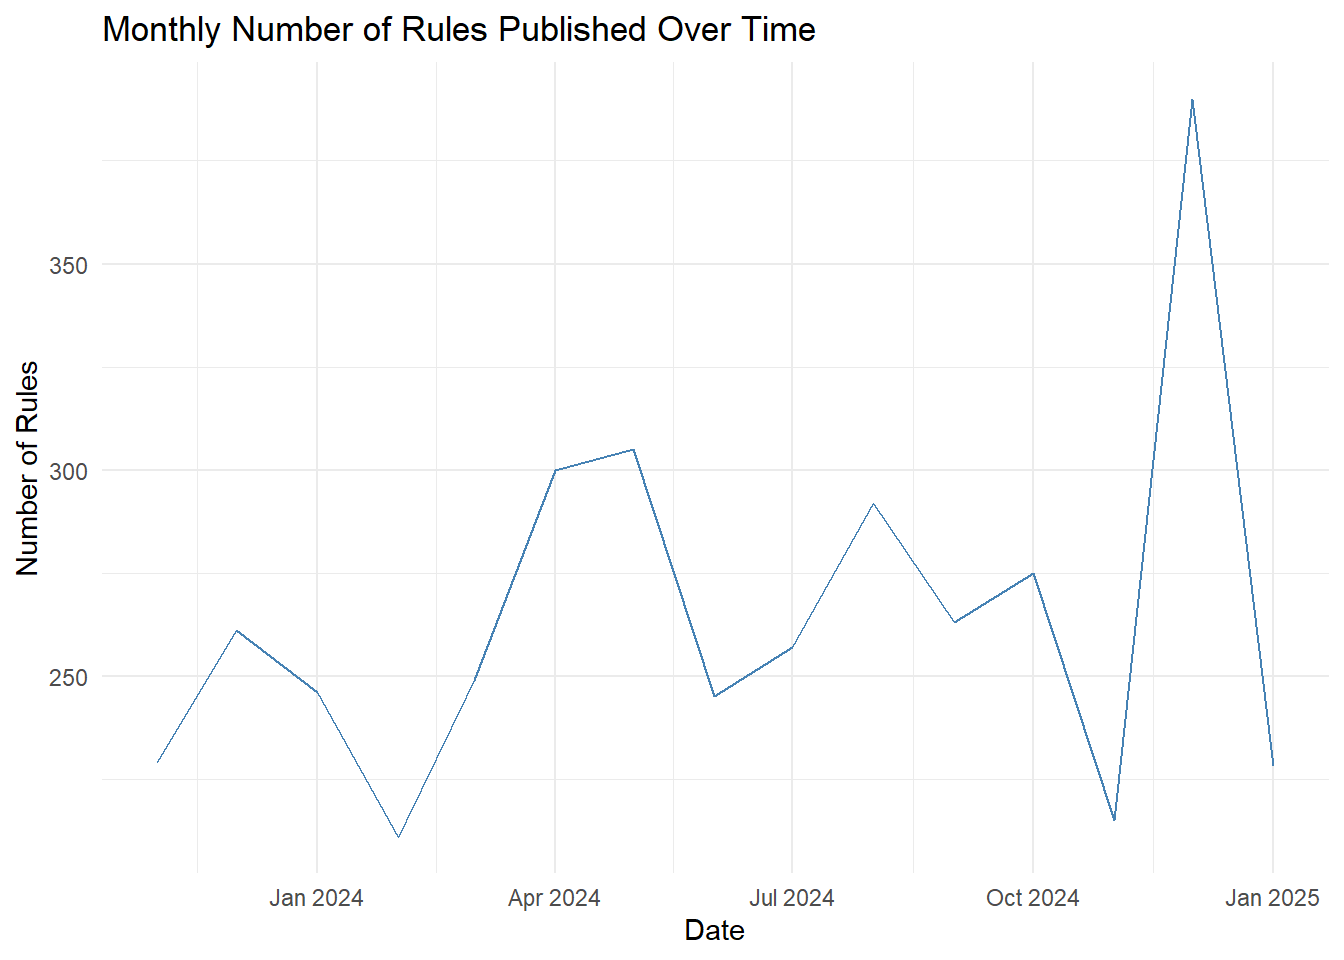 Monthly Number of Rules Published Over Time
Number of Rules
350
300
250
Jan 2024
Apr 2024
Jul 2024
Oct 2024
Jan 2025
Date